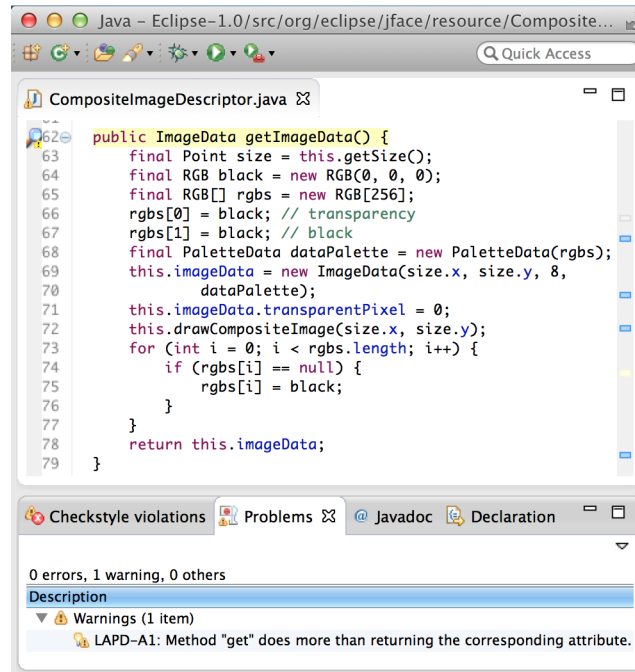 Java – Eclipse-1.0/src/org/eclipse/jface/resource/Composite...
Quick Access
CompositeImageDescriptor.java
61
62 public ImageData getImageData() {
63 final Point size = this.getSize();
64 final RGB black = new RGB(0, 0, 0);
65 final RGB[] rgbs = new RGB[256];
66 rgbs[0] = black; // transparency
67 rgbs[1] = black; // black
68 final PaletteData dataPalette = new PaletteData(rgbs);
69 this.imageData = new ImageData(size.x, size.y, 8,
70 dataPalette);
71 this.imageData.transparentPixel = 0;
72 this.drawCompositeImage(size.x, size.y);
73 for (int i = 0; i < rgbs.length; i++) {
74 if (rgbs[i] == null) {
75 rgbs[i] = black;
76 }
77 }
78 return this.imageData;
79 }
Checkstyle violations Problems @ Javadoc Declaration
0 errors, 1 warning, 0 others
Description
Warnings (1 item)
LAPD-A1: Method "get" does more than returning the corresponding attribute.